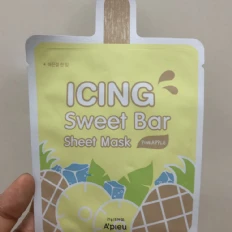 ICING
Sweet Bar
Sheet Mask
PINEAPPLE
A'PIEU